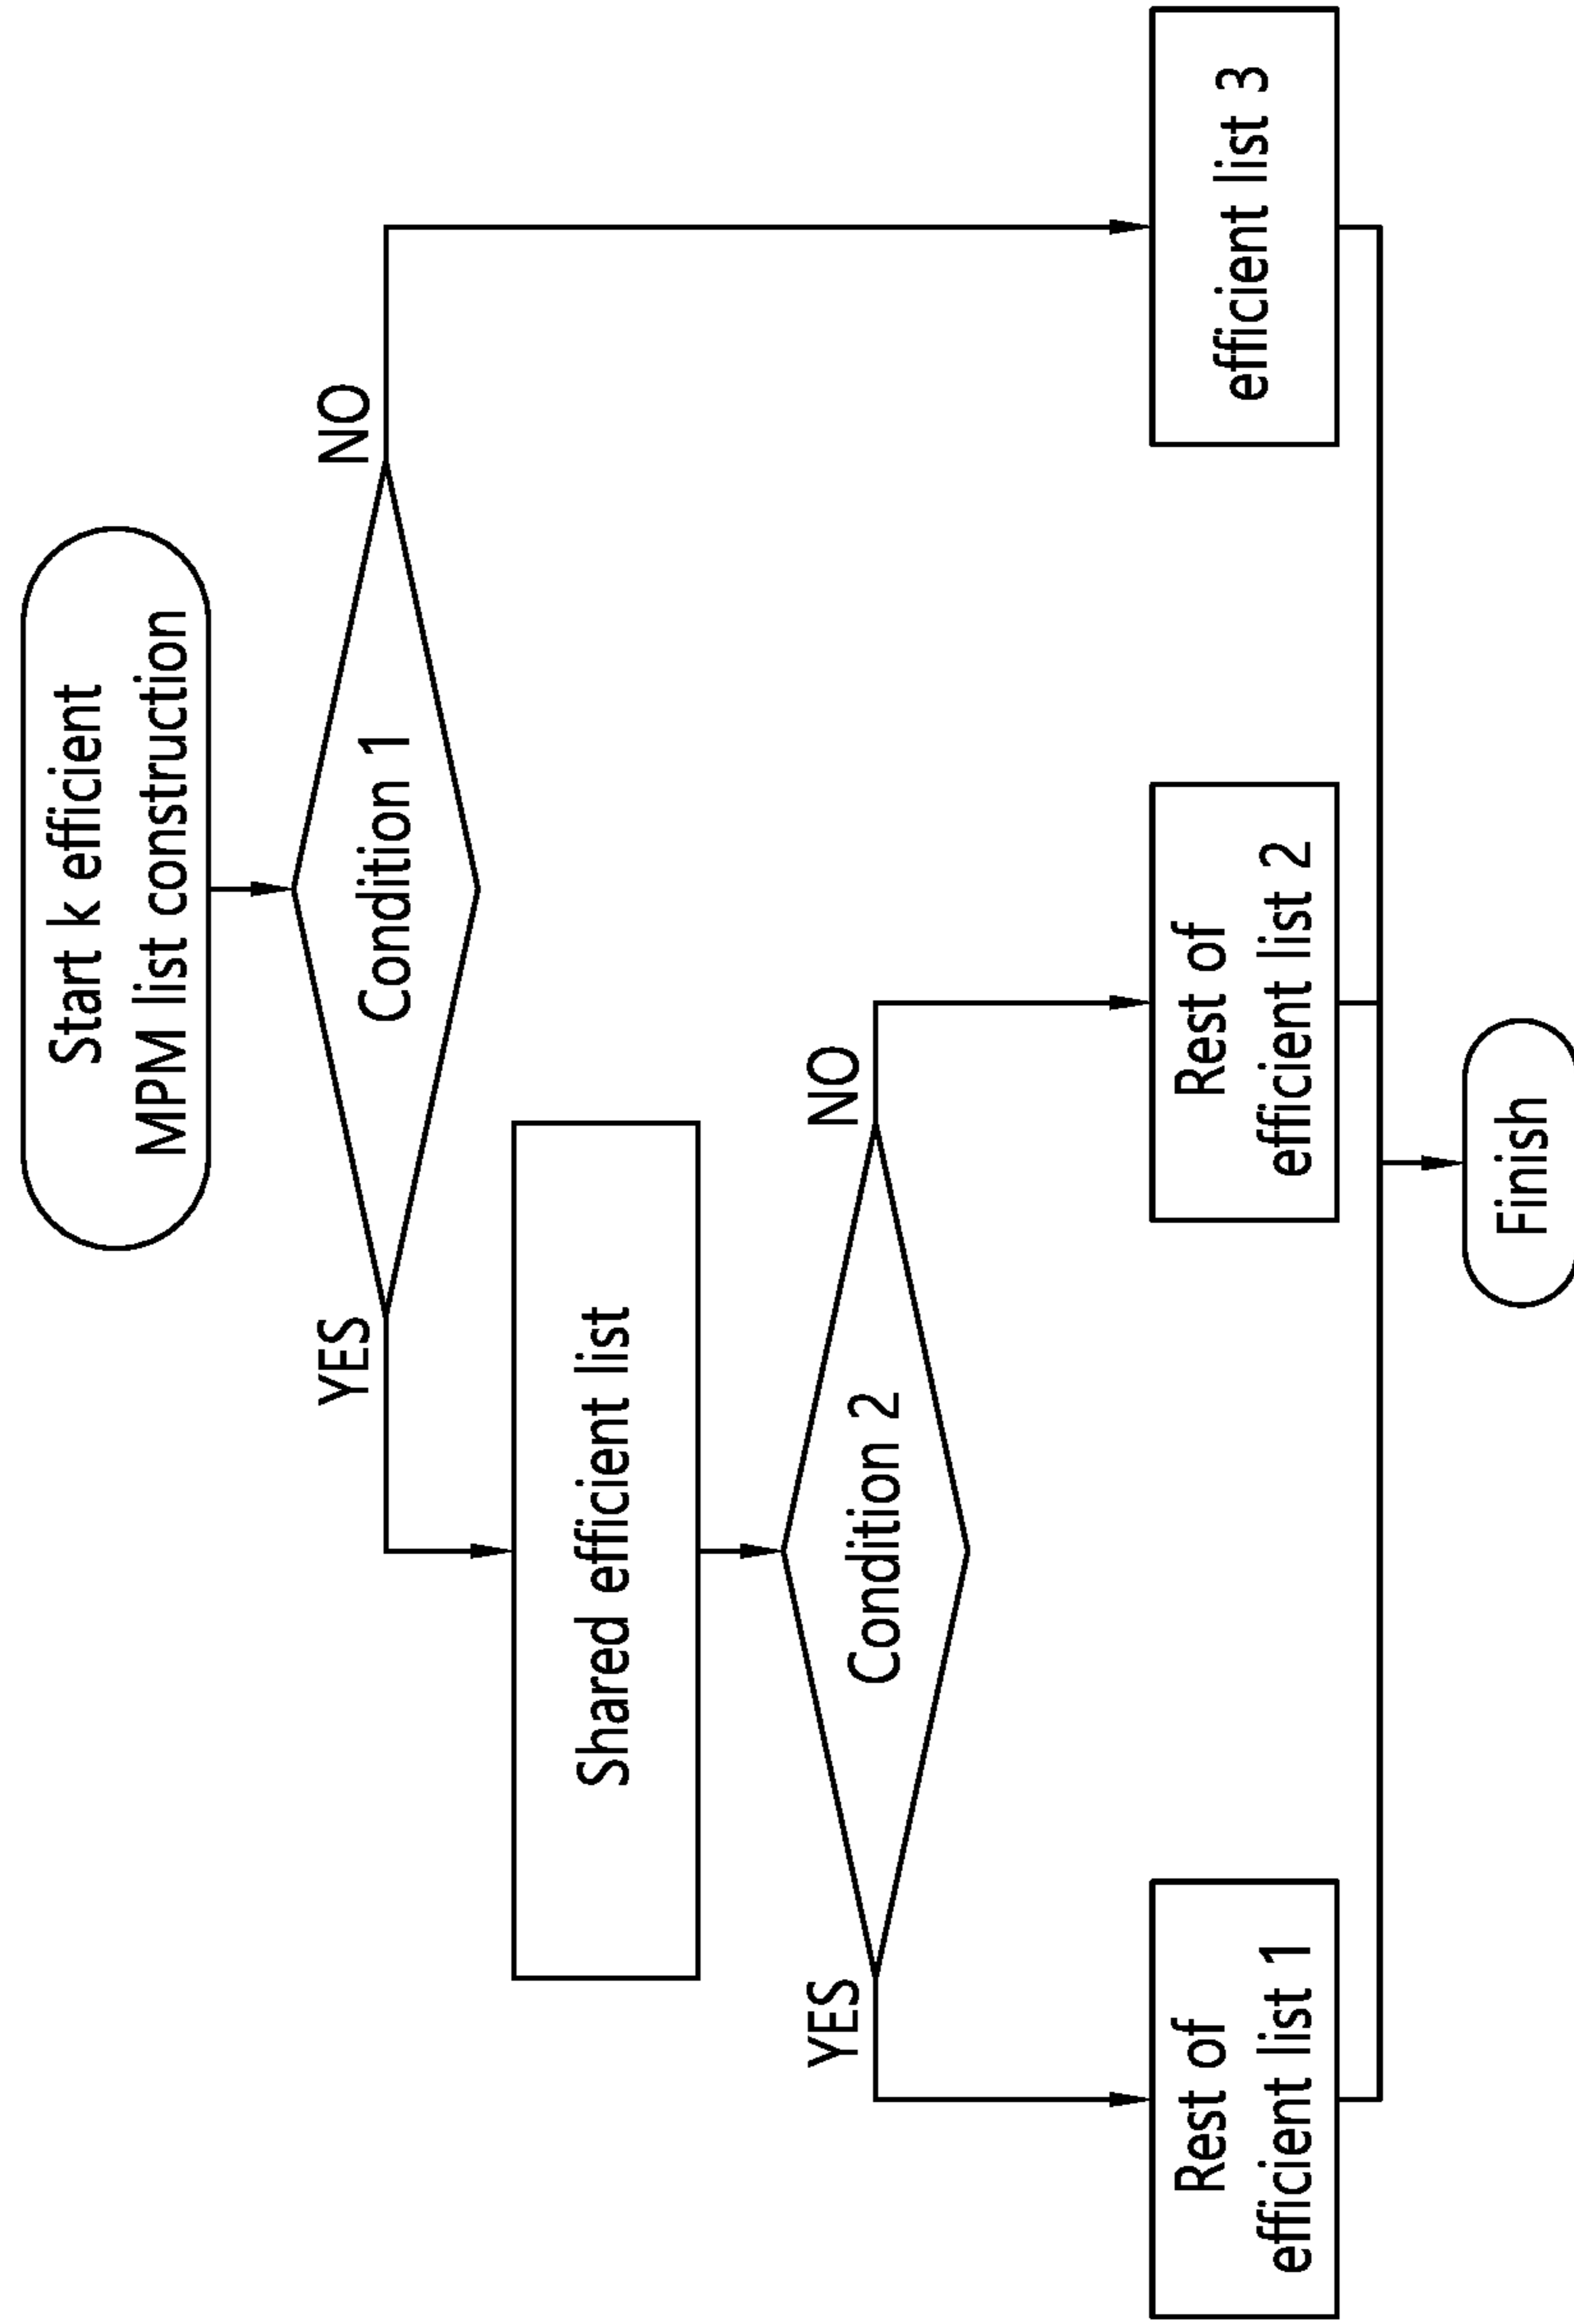 Start k efficient
MPM list construction
Condition 1
YES
NO
Shared efficient list
Condition 2
YES
NO
Rest of
efficient list 1
Rest of
efficient list 2
efficient list 3
Finish